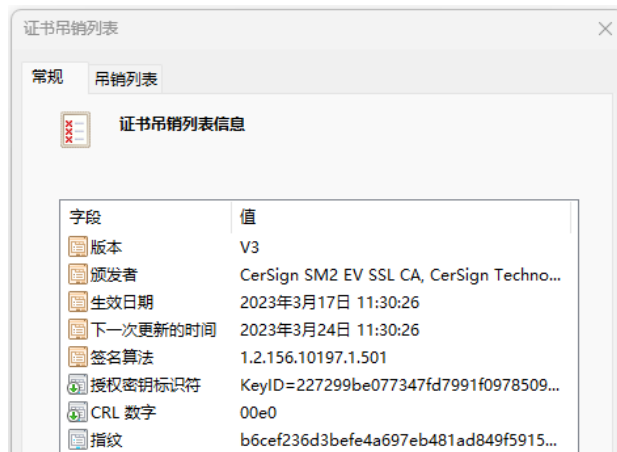 证书吊销列表
常规 吊销列表
证书吊销列表信息
字段 值
版本 V3
颁发者 CerSign SM2 EV SSL CA, CerSign Techno...
生效日期 2023年3月17日 11:30:26
下一次更新的时间 2023年3月24日 11:30:26
签名算法 1.2.156.10197.1.501
授权密钥标识符 KeyID=227299be077347fd7991f0978509...
CRL 数字 00e0
指纹 b6cef236d3befe4a697eb481ad849f5915...